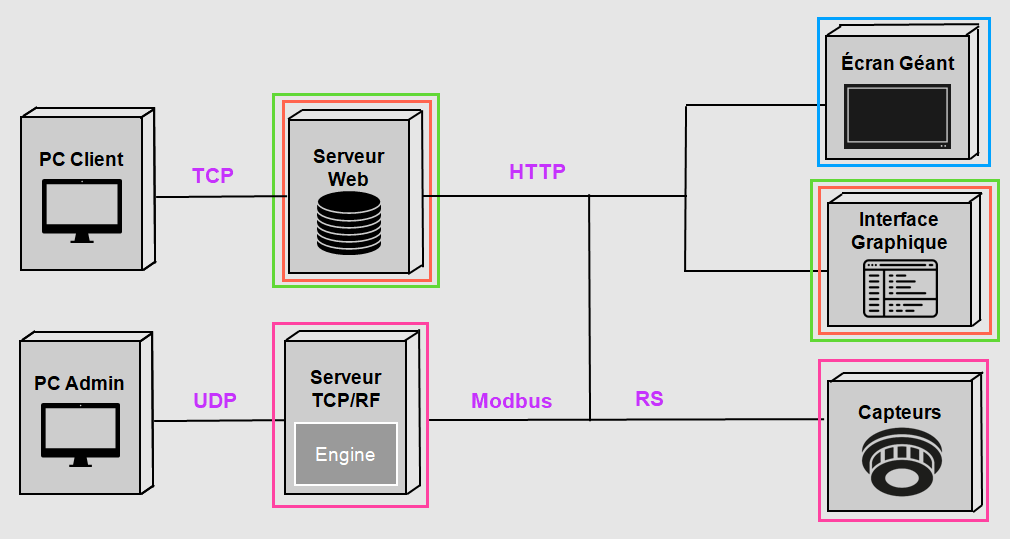 PC Client
TCP
Serveur
Web
HTTP
Écran Géant
Interface
Graphique
PC Admin
UDP
Serveur
TCP/RF
Engine
Modbus
RS
Capteurs